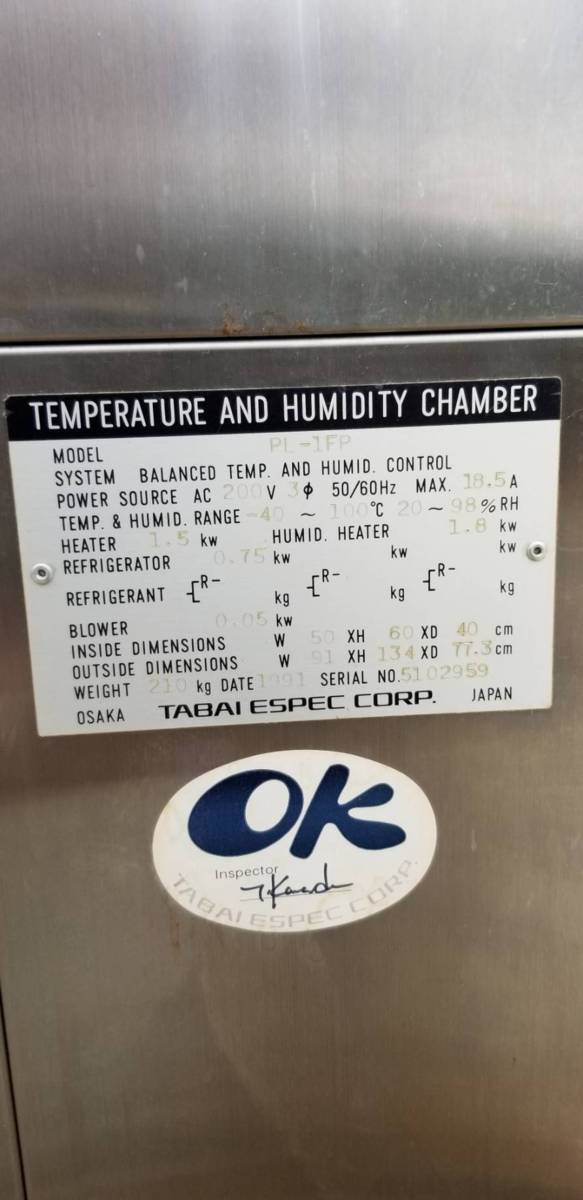 TEMPERATURE AND HUMIDITY CHAMBER
MODEL PL-1FP
SYSTEM BALANCED TEMP. AND HUMID. CONTROL
POWER SOURCE AC 200 V 3 φ 50/60Hz MAX. 18.5 A
TEMP. & HUMID. RANGE -40 ~ 100 °C 20 ~ 98 % RH
HEATER 1.5 kw HUMID. HEATER 1.8 kw
REFRIGERATOR 0.75 kw kw kw
REFRIGERANT R- kg R- kg R- kg
BLOWER 0.05 kw
INSIDE DIMENSIONS W 50 XH 60 XD 40 cm
OUTSIDE DIMENSIONS W 91 XH 134 XD 77.3 cm
WEIGHT 210 kg DATE 1991 SERIAL NO. 5102959
OSAKA TABAI ESPEC CORP. JAPAN
OK
Inspector
TABAI ESPEC CORP.